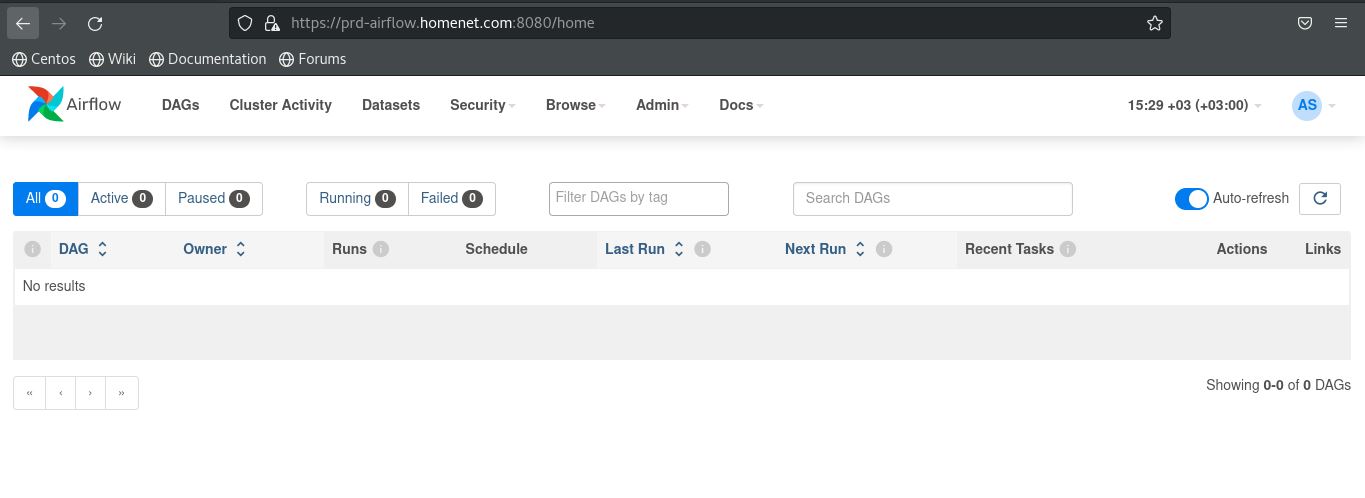 https://prd-airflow.homenet.com:8080/home
Centos Wiki Documentation Forums
Airflow DAGs Cluster Activity Datasets Security Browse Admin Docs 15:29 +03 (+03:00) AS
All 0 Active 0 Paused 0 Running 0 Failed 0 Filter DAGs by tag Search DAGs Auto-refresh
i DAG Owner Runs i Schedule Last Run i Next Run i Recent Tasks i Actions Links
No results
« ‹ › » Showing 0-0 of 0 DAGs